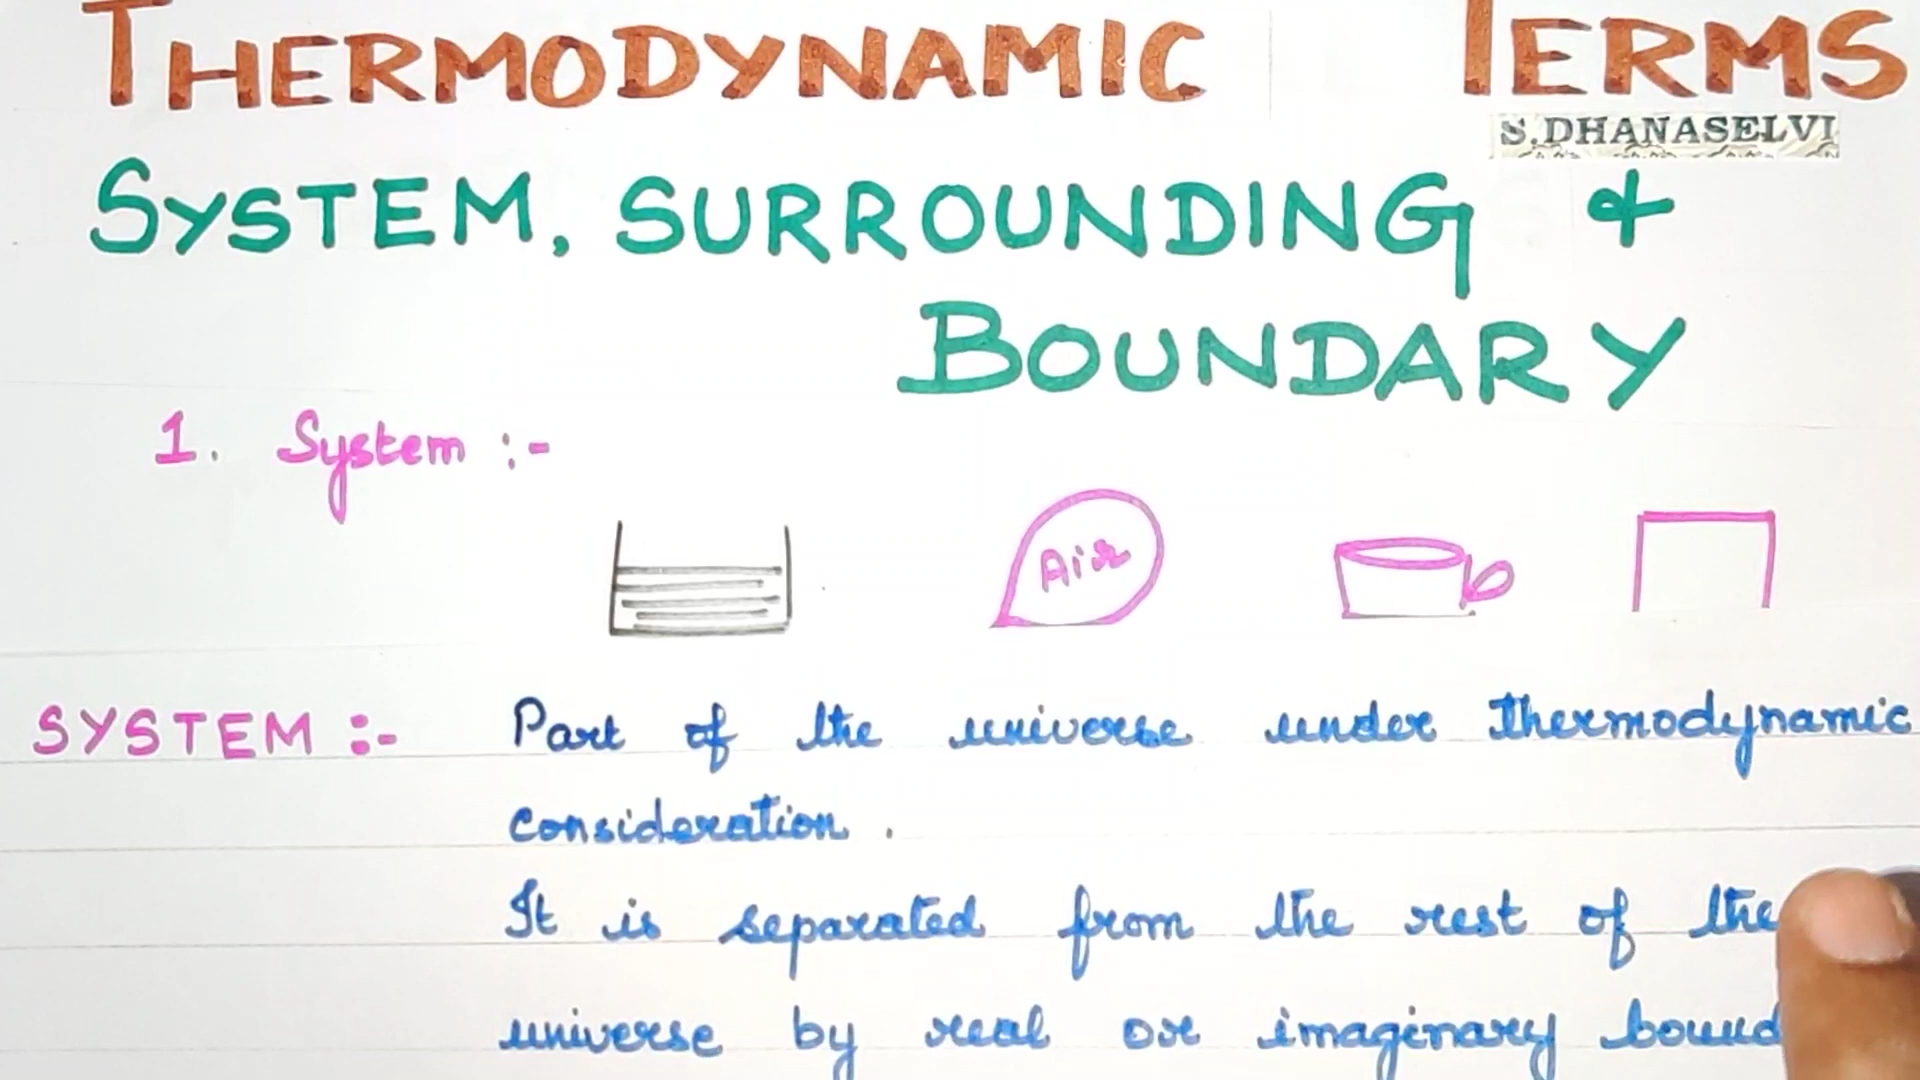 THERMODYNAMIC TERMS
S.DHANASELVI
SYSTEM, SURROUNDING &
BOUNDARY
1. System :-
Air
SYSTEM :- Part of the universe under thermodynamic
consideration.
It is separated from the rest of the
universe by real or imaginary bound